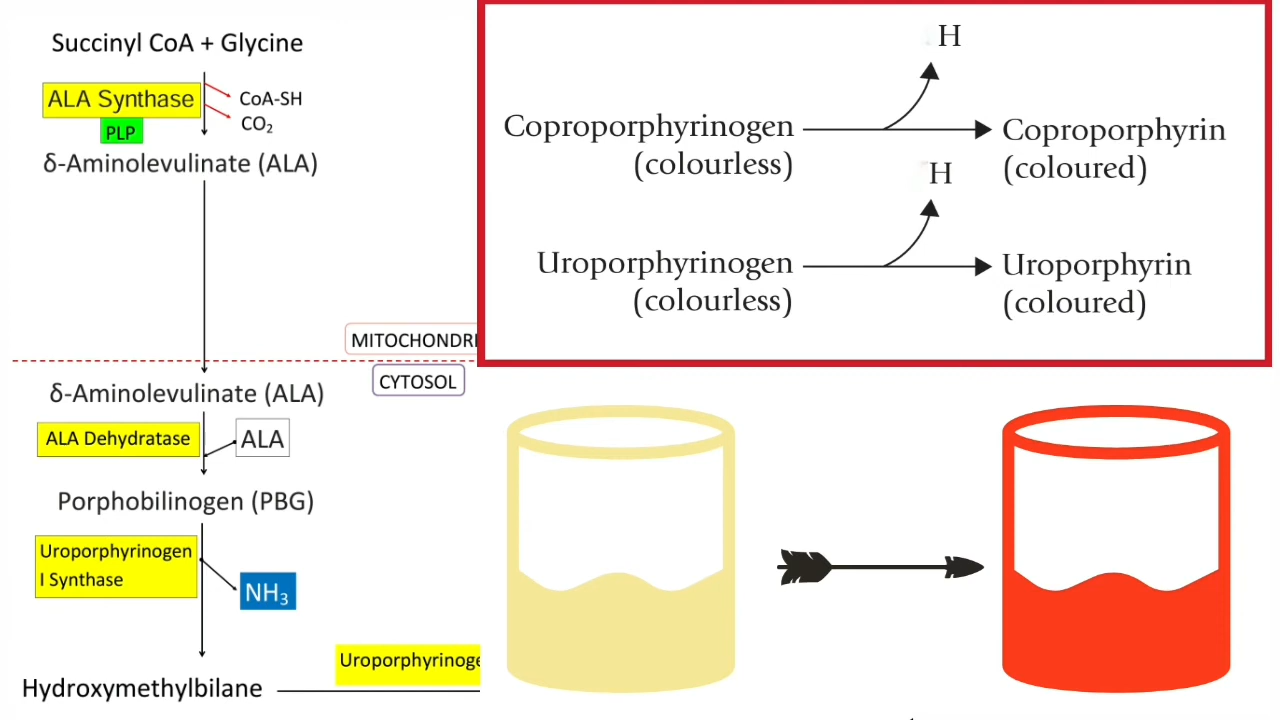 Succinyl CoA + Glycine
ALA Synthase
CoA-SH
CO₂
PLP
δ-Aminolevulinate (ALA)
MITOCHONDRI
CYTOSOL
δ-Aminolevulinate (ALA)
ALA Dehydratase
ALA
Porphobilinogen (PBG)
Uroporphyrinogen
I Synthase
NH₃
Uroporphyrinoge
Hydroxymethylbilane
H
Coproporphyrinogen
(colourless)
Coproporphyrin
(coloured)
H
Uroporphyrinogen
(colourless)
Uroporphyrin
(coloured)